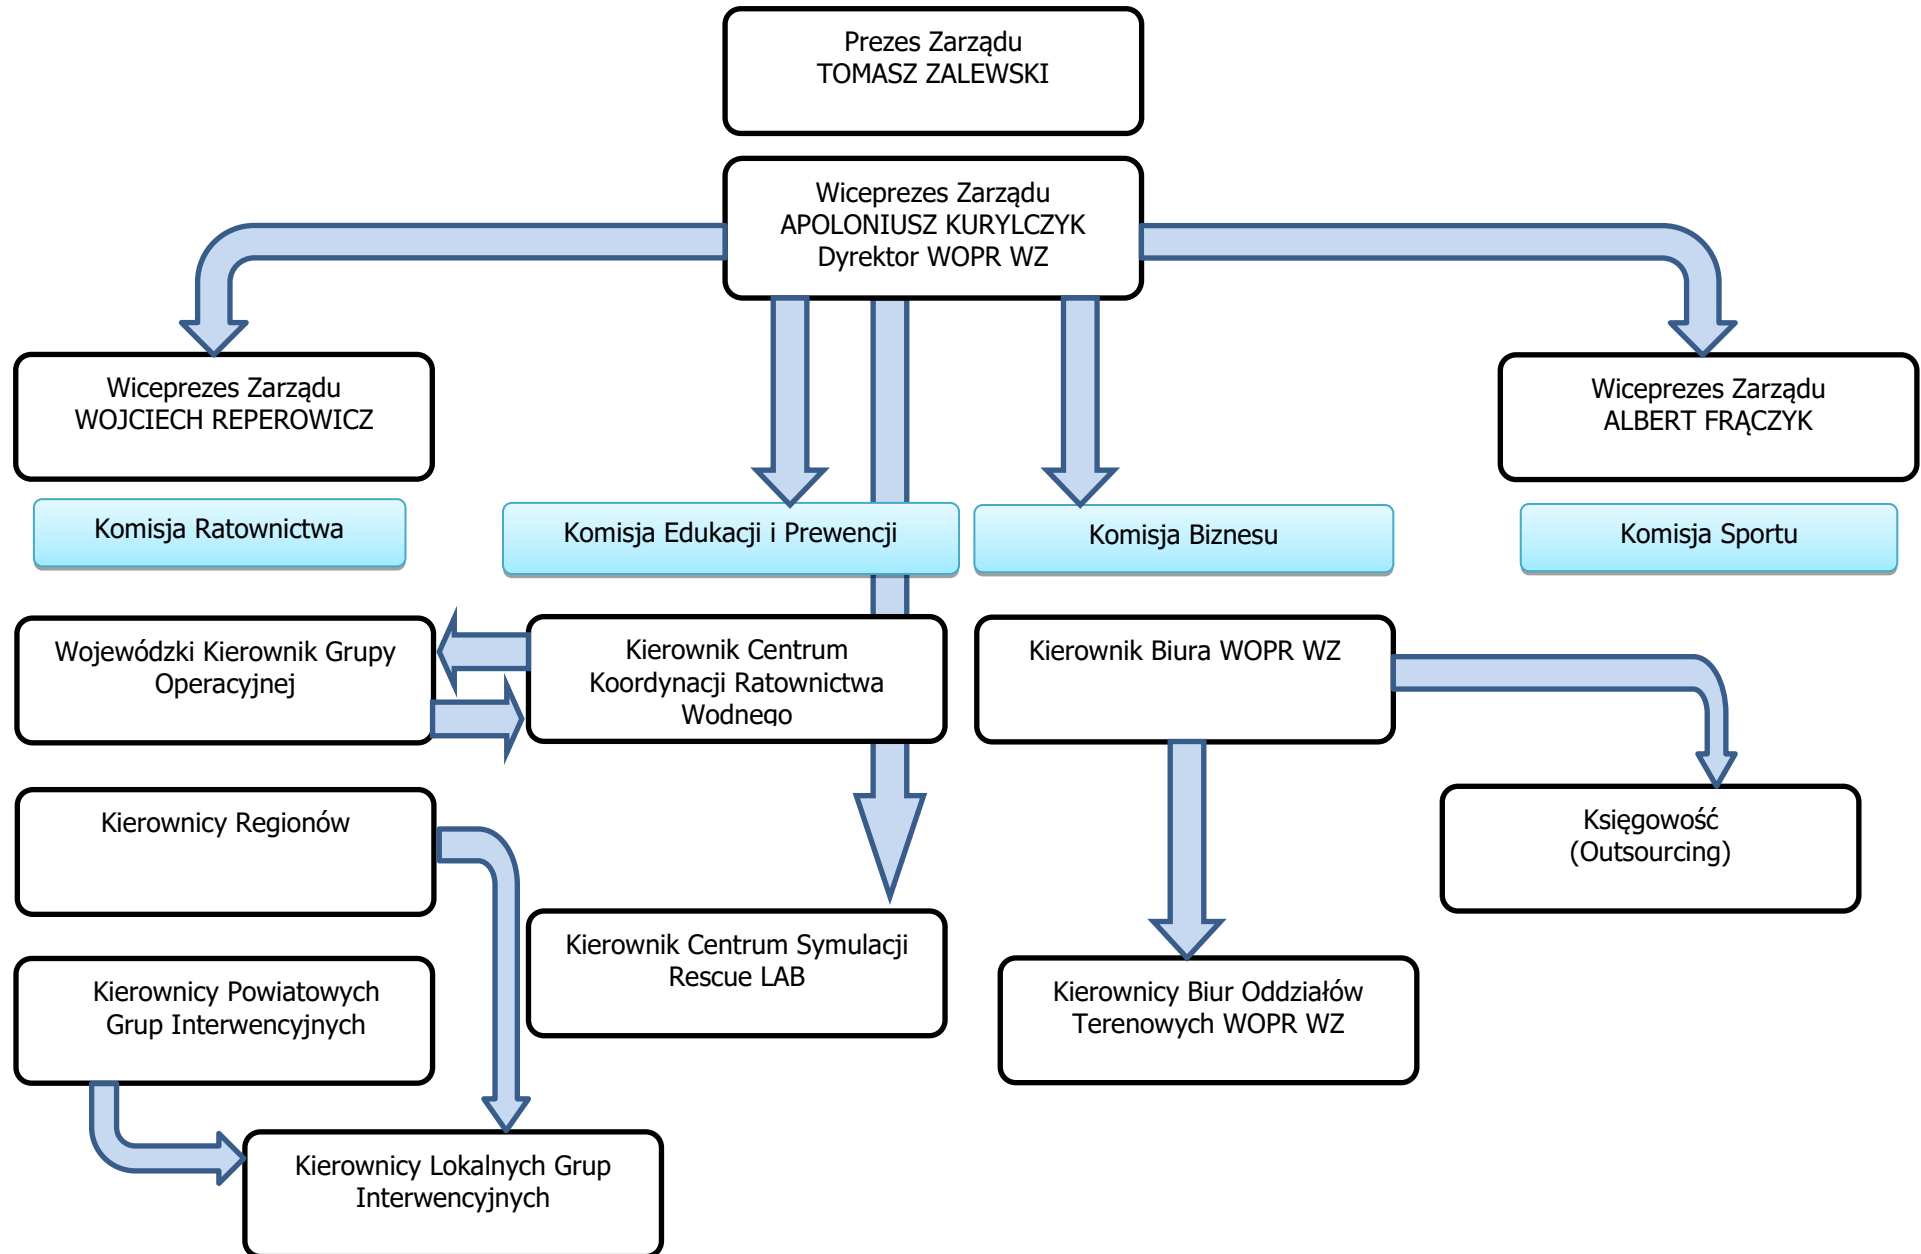 Prezes Zarządu
TOMASZ ZALEWSKI
Wiceprezes Zarządu
APOLONIUSZ KURYLCZYK
Dyrektor WOPR WZ
Wiceprezes Zarządu
WOJCIECH REPEROWICZ
Wiceprezes Zarządu
ALBERT FRĄCZYK
Komisja Ratownictwa
Komisja Edukacji i Prewencji
Komisja Biznesu
Komisja Sportu
Wojewódzki Kierownik Grupy
Operacyjnej
Kierownik Centrum
Koordynacji Ratownictwa
Wodnego
Kierownik Biura WOPR WZ
Kierownicy Regionów
Księgowość
(Outsourcing)
Kierownik Centrum Symulacji
Rescue LAB
Kierownicy Powiatowych
Grup Interwencyjnych
Kierownicy Biur Oddziałów
Terenowych WOPR WZ
Kierownicy Lokalnych Grup
Interwencyjnych